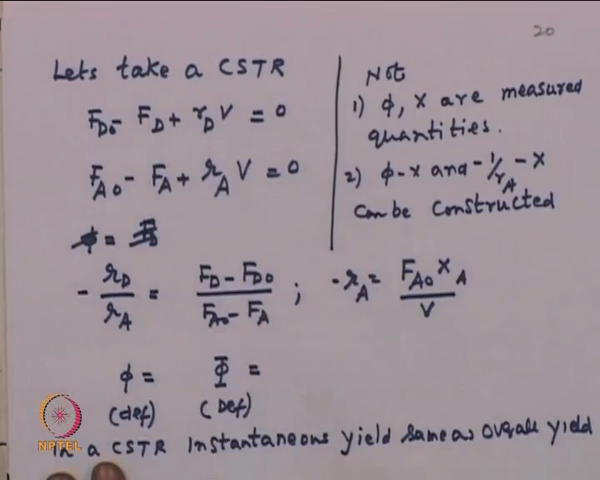 20
Lets take a CSTR
F_D0 - F_D + r_D V = 0
F_A0 - F_A + r_A V = 0
- r_D / r_A = (F_D - F_D0) / (F_A0 - F_A) ; -r_A = F_A0 X_A / V
ϕ = Φ =
(def) (Def)
In a CSTR Instantaneous yield same as overall yield
Not
1) ϕ, X are measured
quantities.
2) ϕ - X and -1/r_A - X
Can be constructed
NPTEL